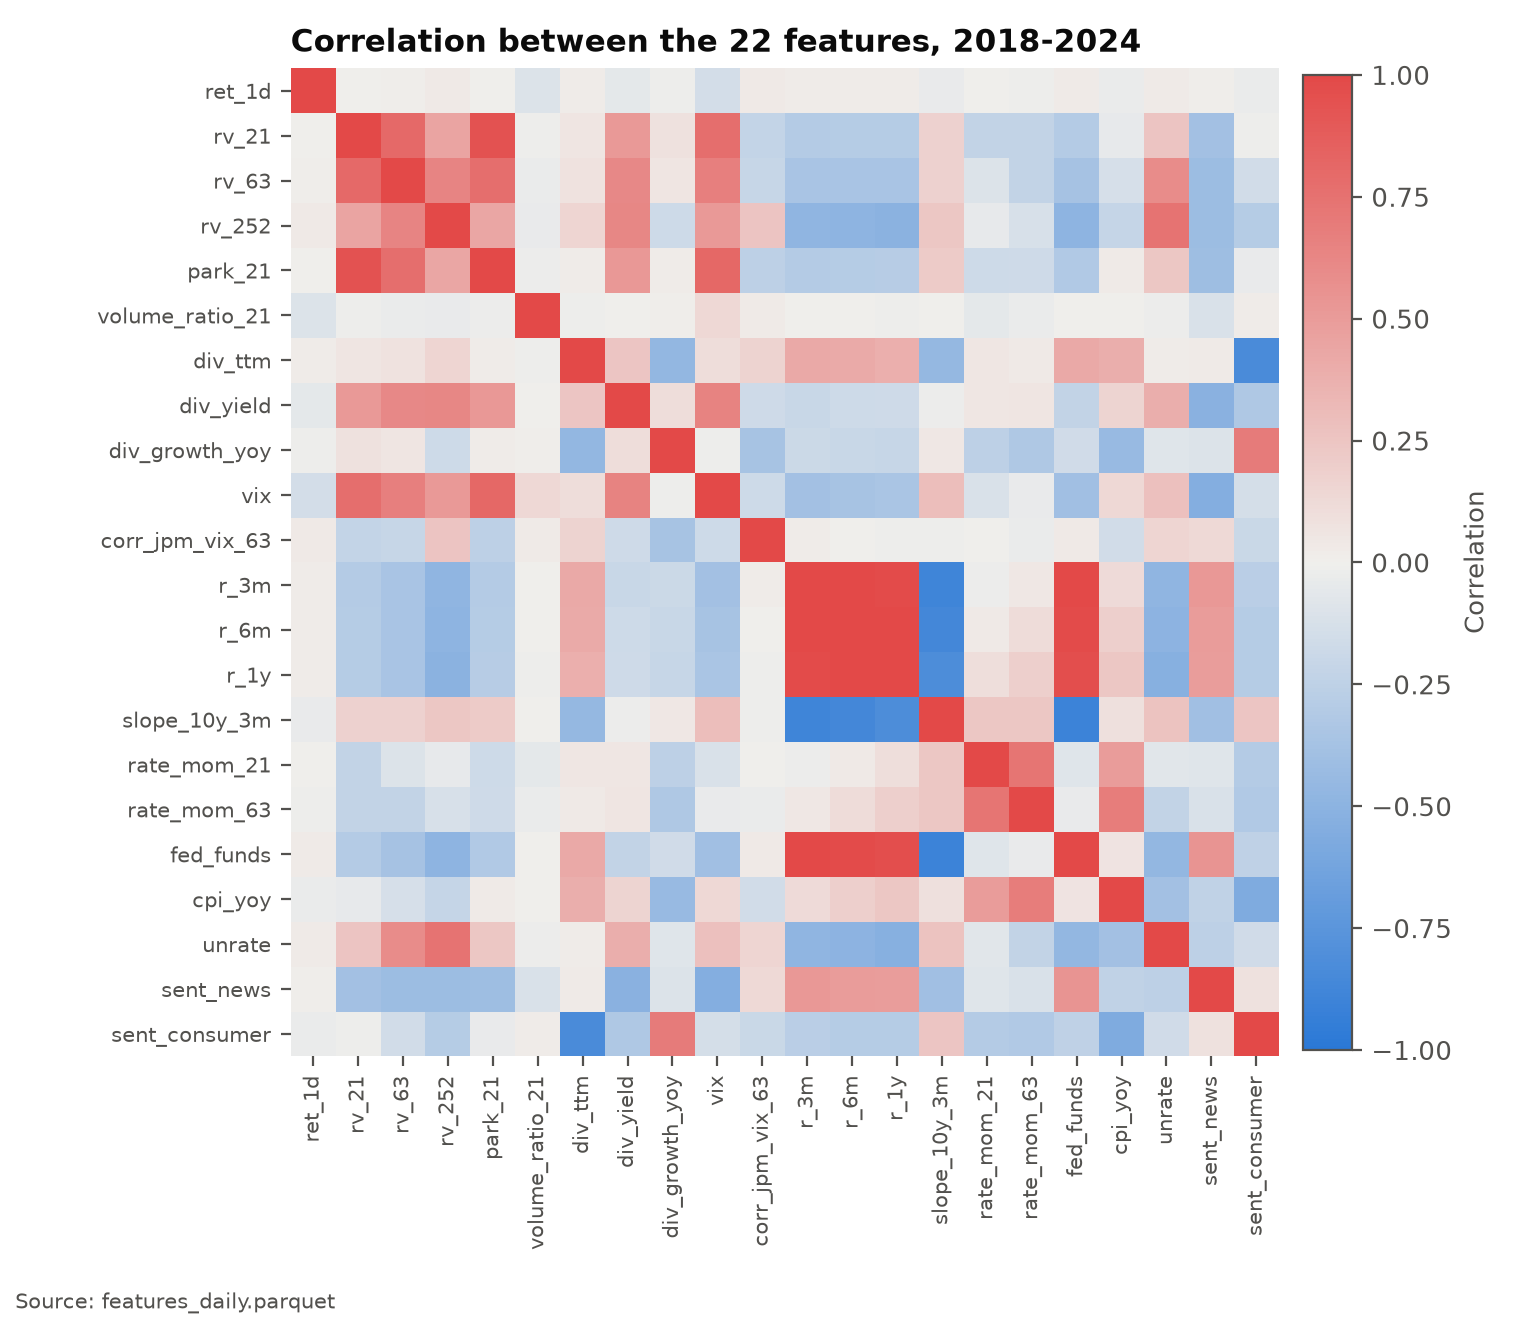 Correlation between the 22 features, 2018-2024
ret_1d
rv_21
rv_63
rv_252
park_21
volume_ratio_21
div_ttm
div_yield
div_growth_yoy
vix
corr_jpm_vix_63
r_3m
r_6m
r_1y
slope_10y_3m
rate_mom_21
rate_mom_63
fed_funds
cpi_yoy
unrate
sent_news
sent_consumer
ret_1d
rv_21
rv_63
rv_252
park_21
volume_ratio_21
div_ttm
div_yield
div_growth_yoy
vix
corr_jpm_vix_63
r_3m
r_6m
r_1y
slope_10y_3m
rate_mom_21
rate_mom_63
fed_funds
cpi_yoy
unrate
sent_news
sent_consumer
1.00
0.75
0.50
0.25
0.00
−0.25
−0.50
−0.75
−1.00
Correlation
Source: features_daily.parquet